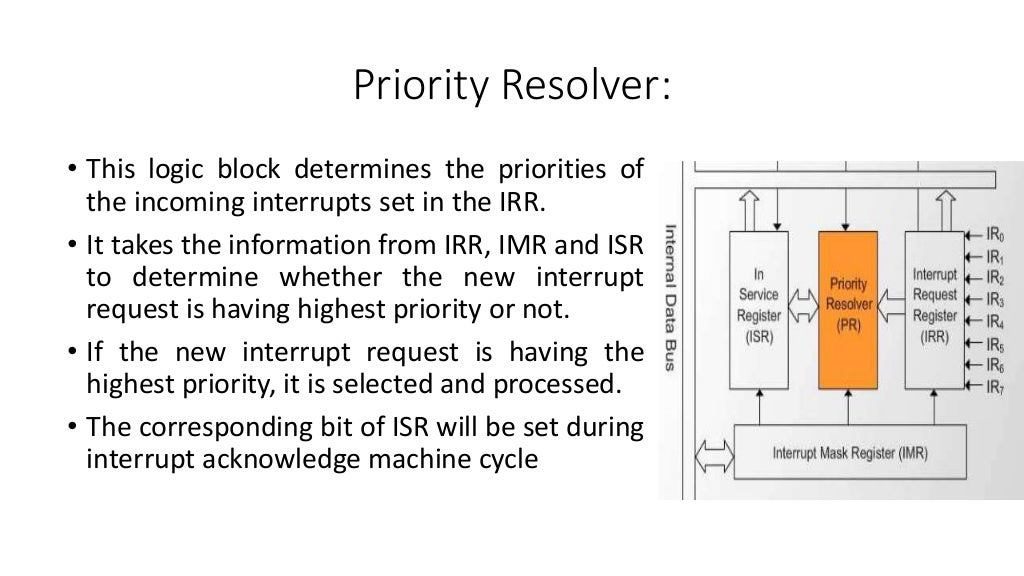 Priority Resolver:
• This logic block determines the priorities of
the incoming interrupts set in the IRR.
• It takes the information from IRR, IMR and ISR
to determine whether the new interrupt
request is having highest priority or not.
• If the new interrupt request is having the
highest priority, it is selected and processed.
• The corresponding bit of ISR will be set during
interrupt acknowledge machine cycle
Internal Data Bus
In
Service
Register
(ISR)
Priority
Resolver
(PR)
Interrupt
Request
Register
(IRR)
IR₀
IR₁
IR₂
IR₃
IR₄
IR₅
IR₆
IR₇
Interrupt Mask Register (IMR)